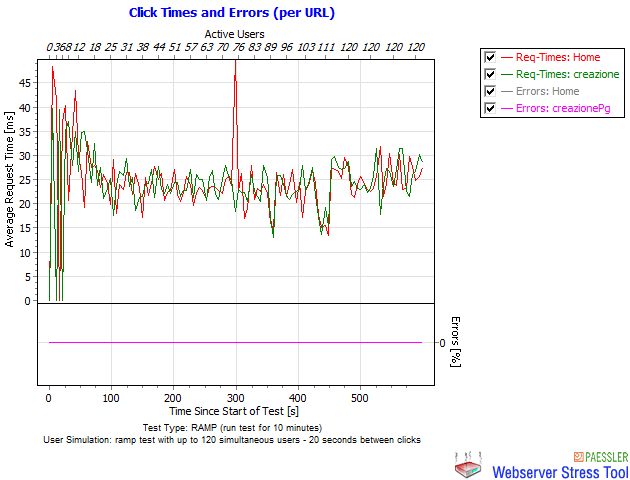 Click Times and Errors (per URL)
Active Users
0 3 6 8 12 18 25 31 38 44 51 57 63 70 76 83 89 96 103 111 120 120 120 120
Req-Times: Home
Req-Times: creazione
Errors: Home
Errors: creazionePg
Average Request Time [ms]
45
40
35
30
25
20
15
10
5
0
Errors [%]
0
0 100 200 300 400 500
Time Since Start of Test [s]
Test Type: RAMP (run test for 10 minutes)
User Simulation: ramp test with up to 120 simultaneous users - 20 seconds between clicks
PAESSLER
Webserver Stress Tool